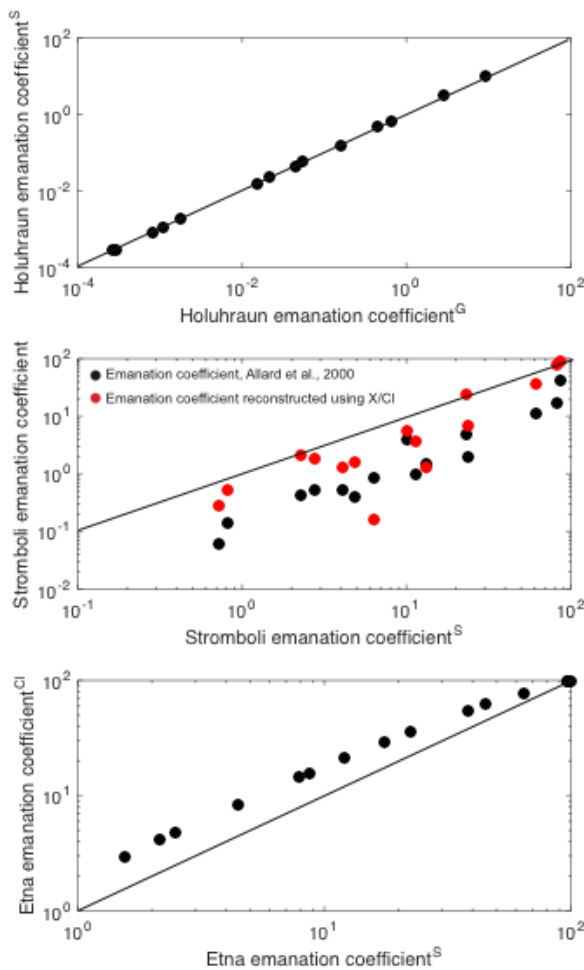 Holuhraun emanation coefficient^S
10^2
10^0
10^-2
10^-4
10^-4 10^-2 10^0 10^2
Holuhraun emanation coefficient^G
Stromboli emanation coefficient
10^2
10^1
10^0
10^-1
10^-2
Emanation coefficient, Allard et al., 2000
Emanation coefficient reconstructed using X/Cl
10^-1 10^0 10^1 10^2
Stromboli emanation coefficient^S
Etna emanation coefficient^Cl
10^2
10^1
10^0
10^0 10^1 10^2
Etna emanation coefficient^S